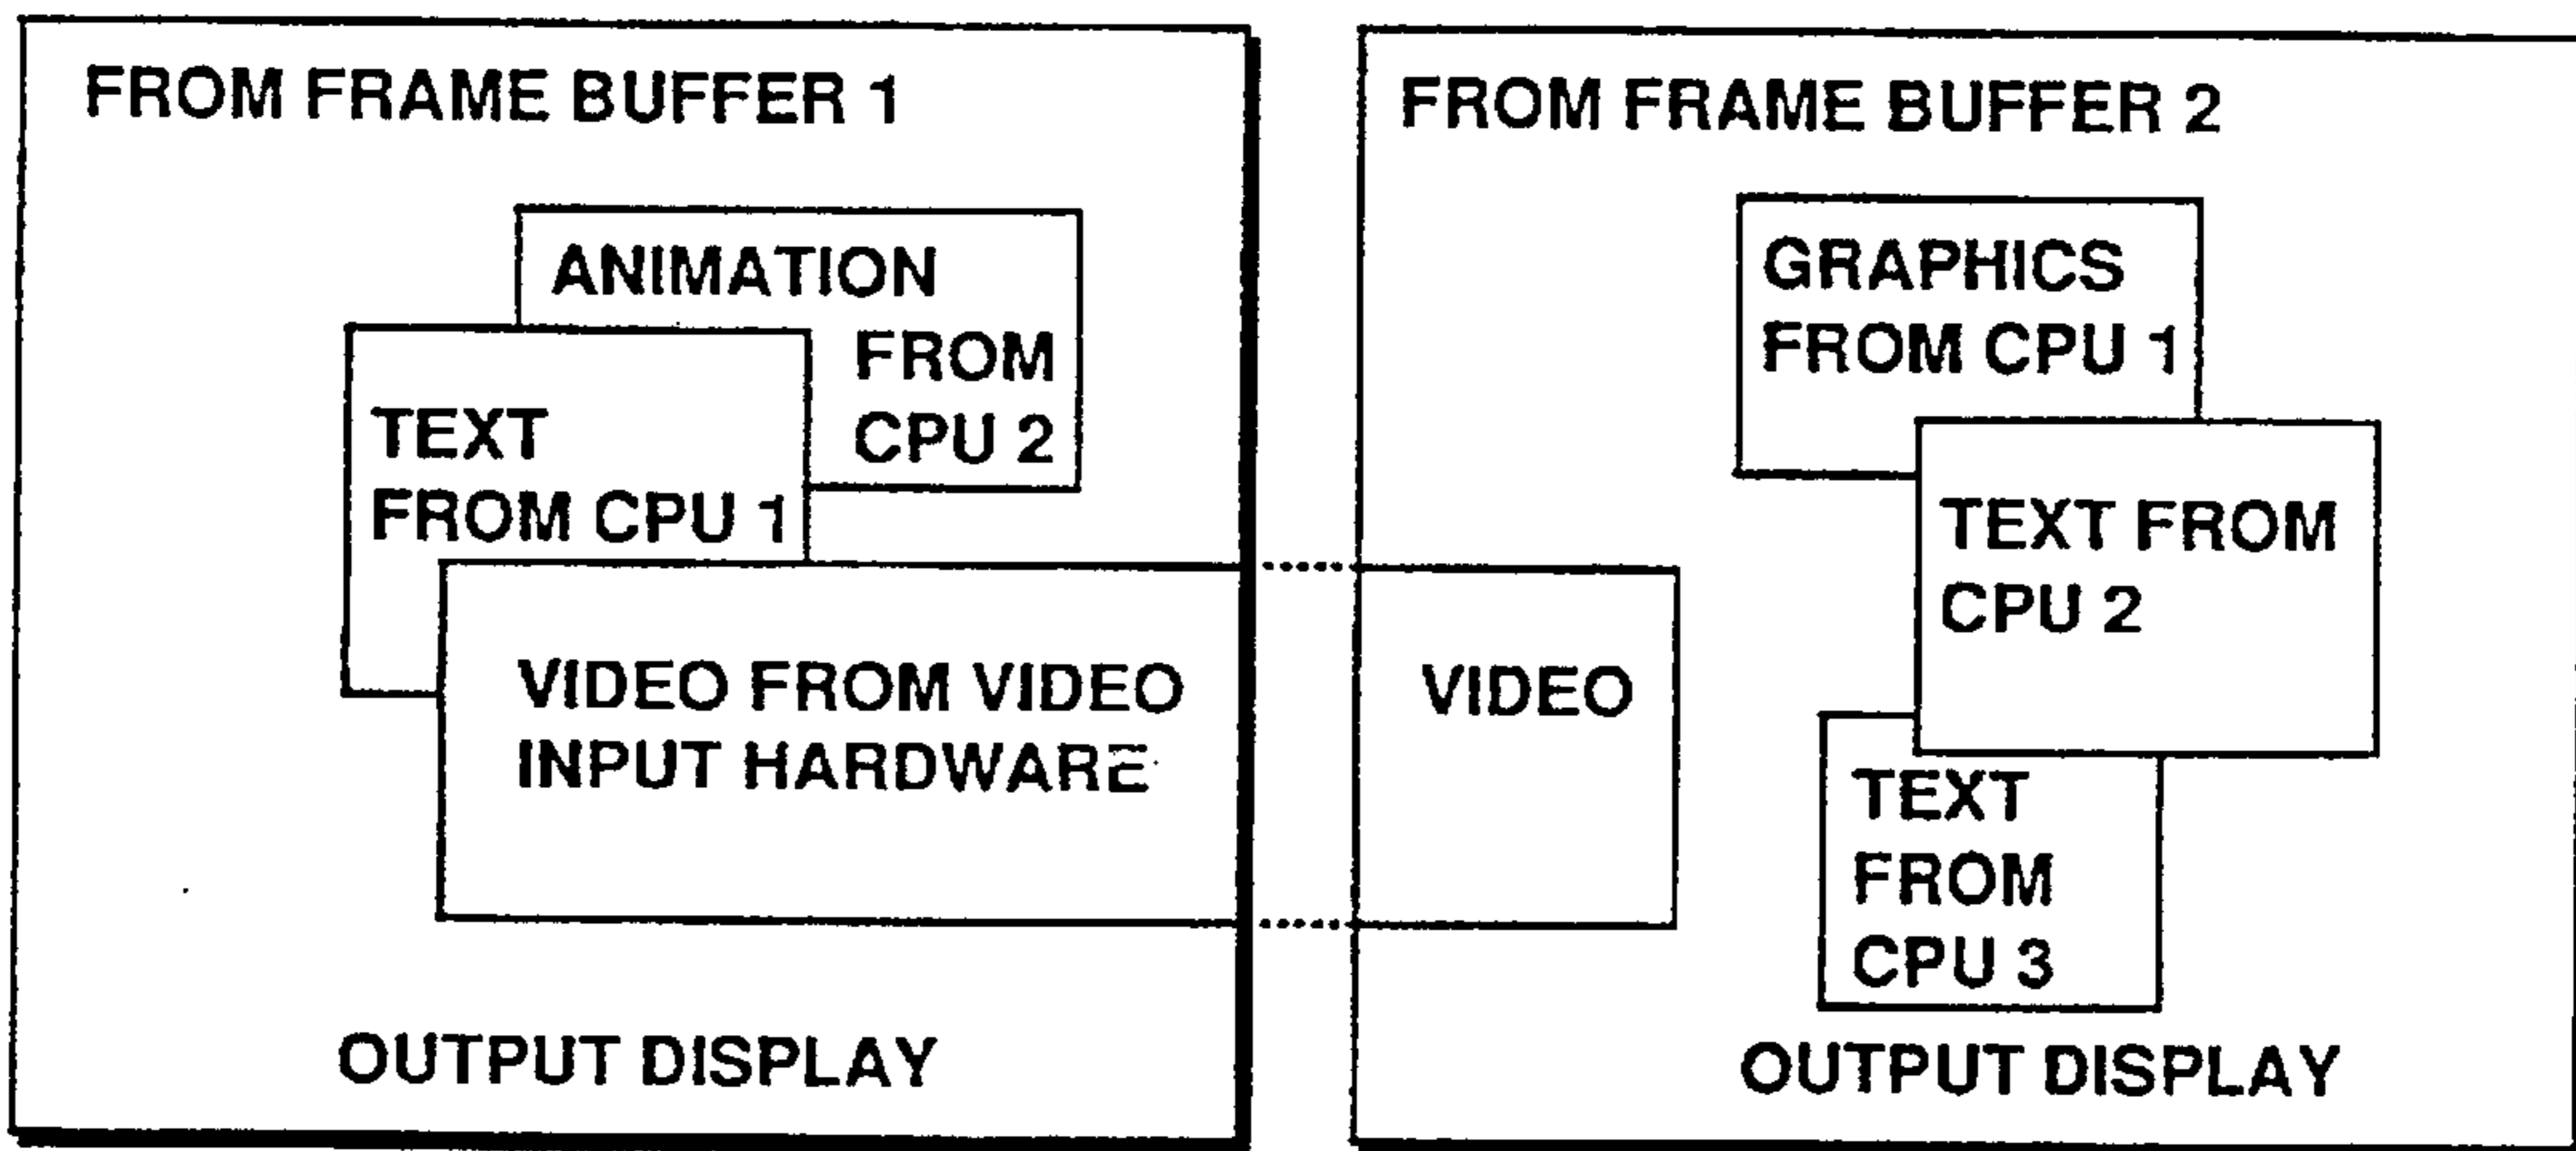 FROM FRAME BUFFER 1
ANIMATION
FROM
CPU 2
TEXT
FROM CPU 1
VIDEO FROM VIDEO
INPUT HARDWARE
OUTPUT DISPLAY
FROM FRAME BUFFER 2
GRAPHICS
FROM CPU 1
TEXT FROM
CPU 2
VIDEO
TEXT
FROM
CPU 3
OUTPUT DISPLAY